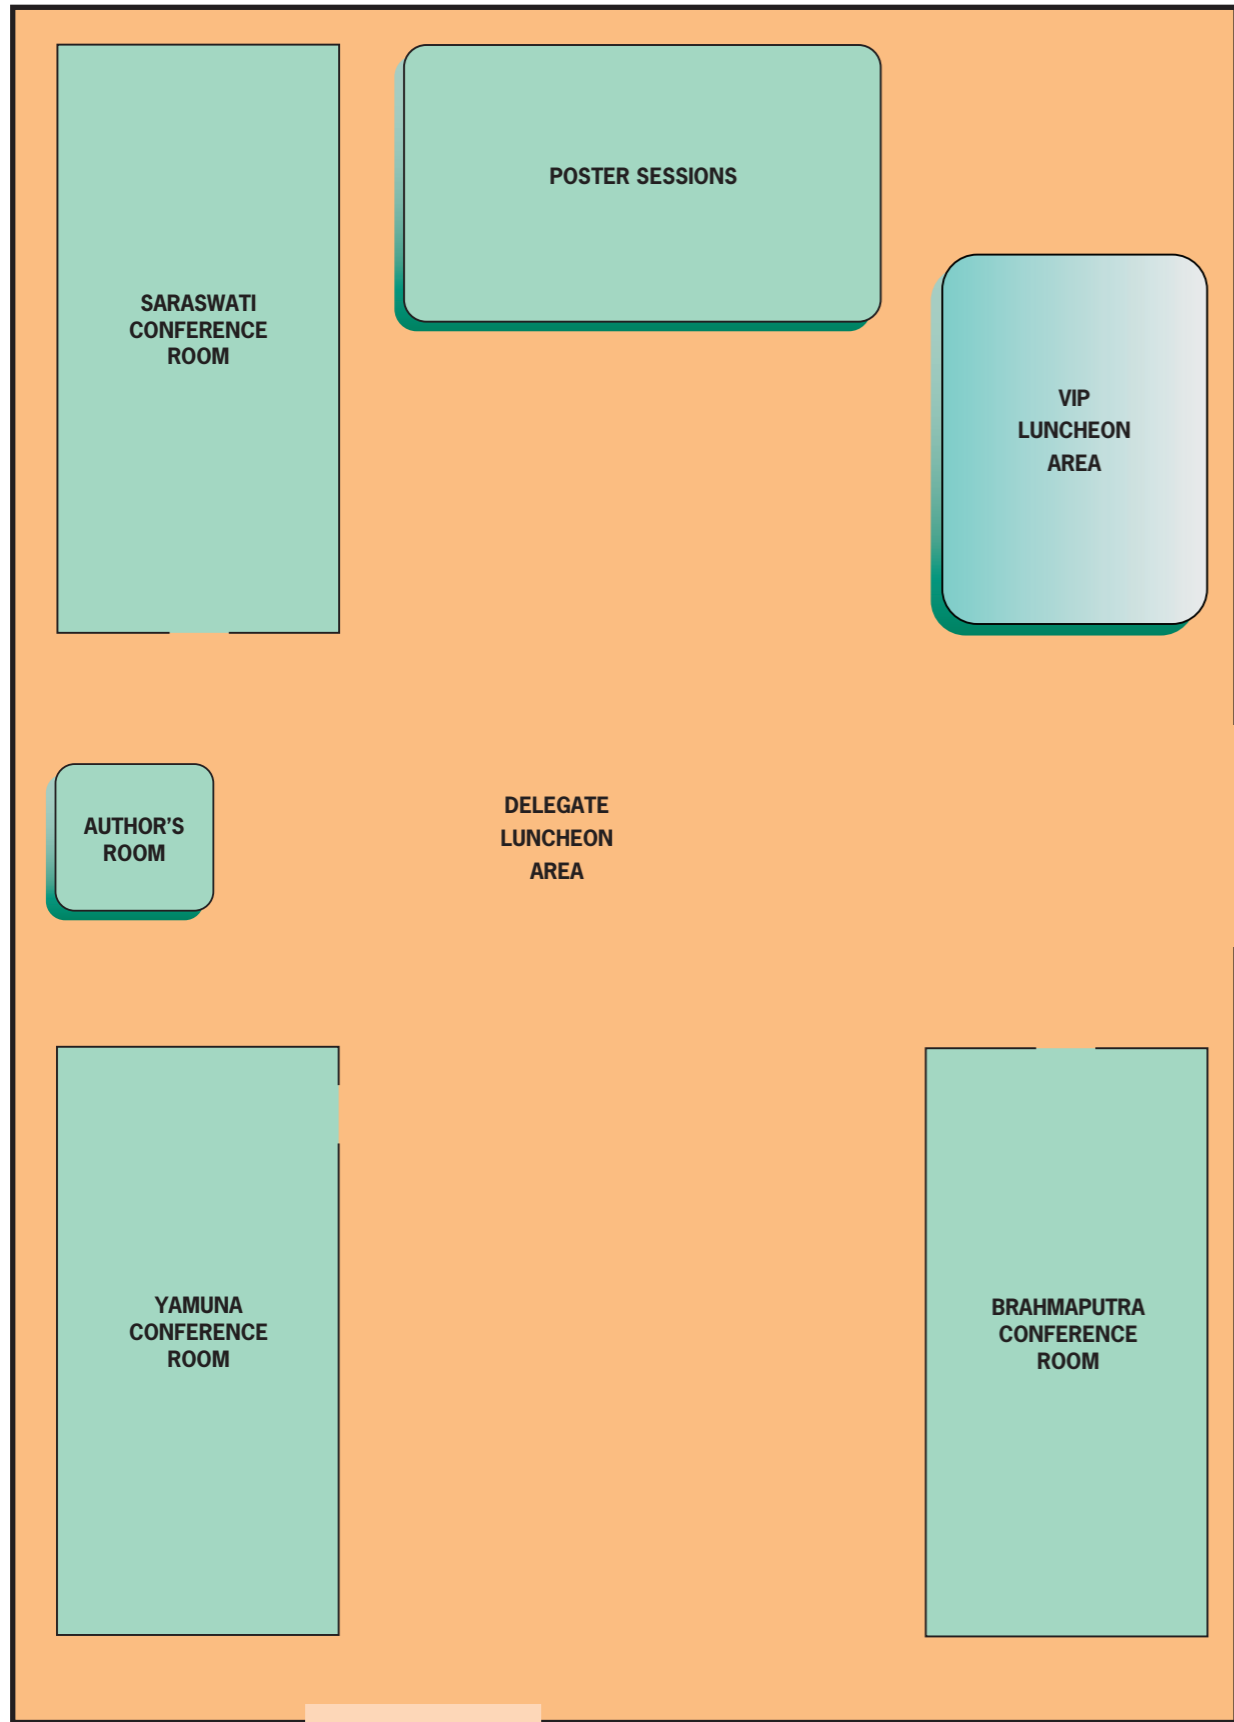 POSTER SESSIONS
SARASWATI
CONFERENCE
ROOM
VIP
LUNCHEON
AREA
AUTHOR'S
ROOM
DELEGATE
LUNCHEON
AREA
YAMUNA
CONFERENCE
ROOM
BRAHMAPUTRA
CONFERENCE
ROOM